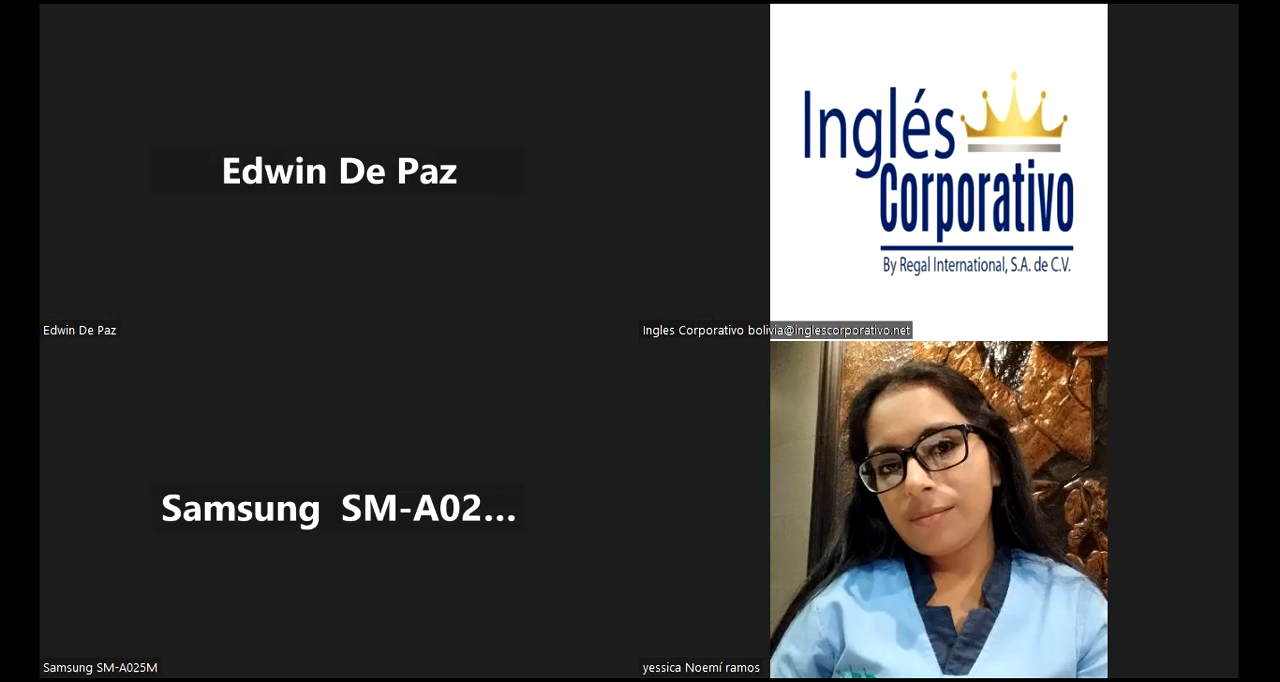 Edwin De Paz
Edwin De Paz
Inglés
Corporativo
By Regal International, S.A. de C.V.
Ingles Corporativo bolivia@inglescorporativo.net
Samsung SM-A02...
Samsung SM-A025M
yessica Noemí ramos